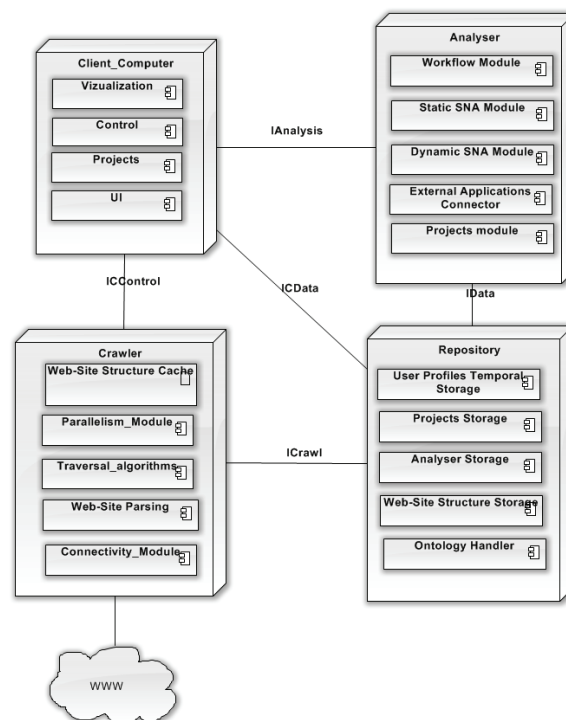 Client_Computer
Vizualization
Control
Projects
UI
Analyser
Workflow Module
Static SNA Module
Dynamic SNA Module
External Applications
Connector
Projects module
IAnalysis
ICControl
ICData
IData
Crawler
Web-Site Structure Cache
Parallelism_Module
Traversal_algorithms
Web-Site Parsing
Connectivity_Module
ICrawl
Repository
User Profiles Temporal
Storage
Projects Storage
Analyser Storage
Web-Site Structure Storage
Ontology Handler
WWW